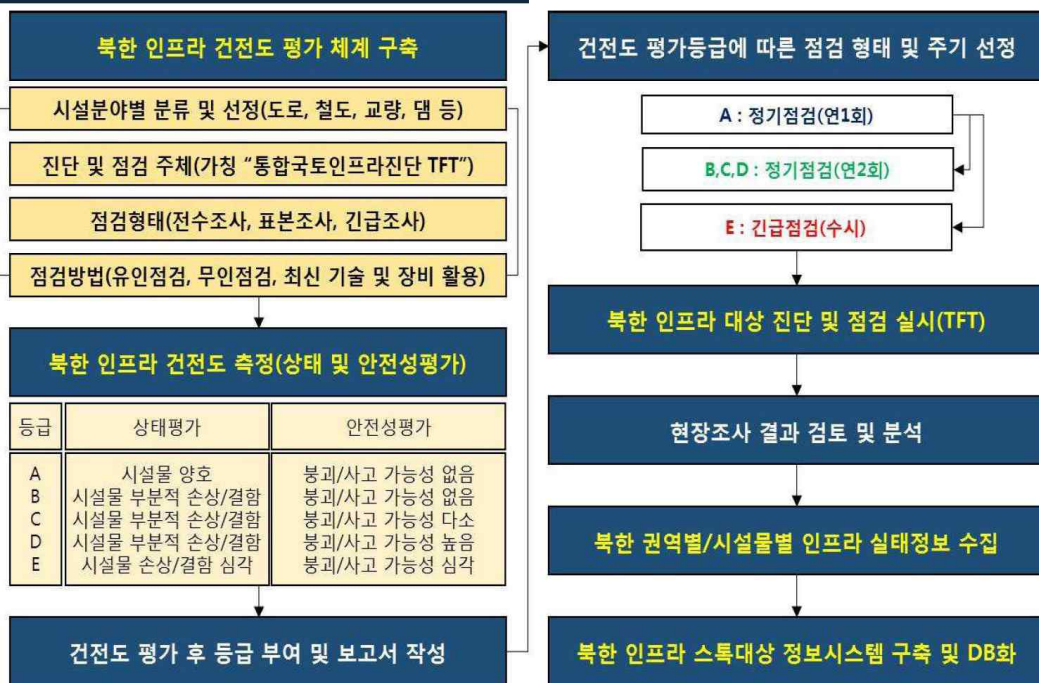 북한 인프라 건전도 평가 체계 구축
시설분야별 분류 및 선정(도로, 철도, 교량, 댐 등)
진단 및 점검 주체(가칭 “통합국토인프라진단 TFT”)
점검형태(전수조사, 표본조사, 긴급조사)
점검방법(유인점검, 무인점검, 최신 기술 및 장비 활용)
북한 인프라 건전도 측정(상태 및 안전성평가)
등급 상태평가 안전성평가
A 시설물 양호 붕괴/사고 가능성 없음
B 시설물 부분적 손상/결함 붕괴/사고 가능성 없음
C 시설물 부분적 손상/결함 붕괴/사고 가능성 다소
D 시설물 부분적 손상/결함 붕괴/사고 가능성 높음
E 시설물 손상/결함 심각 붕괴/사고 가능성 심각
건전도 평가 후 등급 부여 및 보고서 작성
건전도 평가등급에 따른 점검 형태 및 주기 선정
A : 정기점검(연1회)
B,C,D : 정기점검(연2회)
E : 긴급점검(수시)
북한 인프라 대상 진단 및 점검 실시(TFT)
현장조사 결과 검토 및 분석
북한 권역별/시설물별 인프라 실태정보 수집
북한 인프라 스톡대상 정보시스템 구축 및 DB화